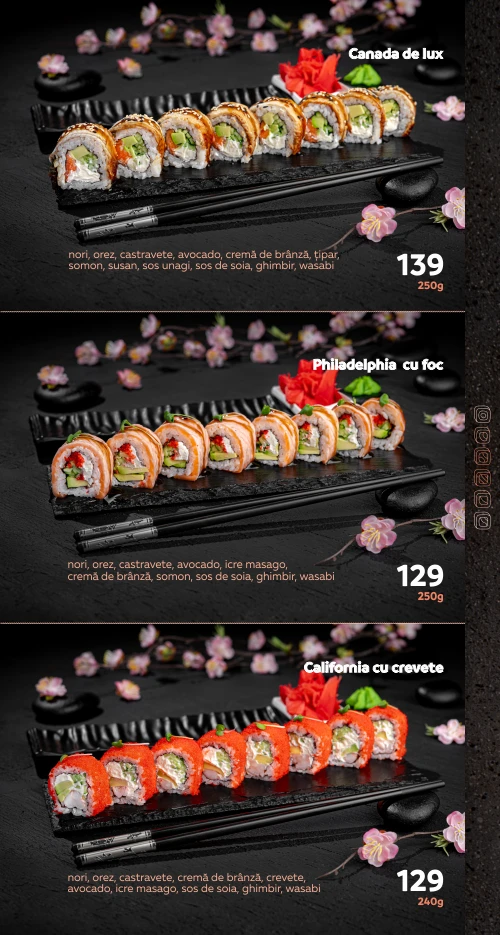 Canada de lux
nori, orez, castravete, avocado, cremă de brânză, țipar,
somon, susan, sos unagi, sos de soia, ghimbir, wasabi
139
250g
Philadelphia cu foc
nori, orez, castravete, avocado, icre masago,
cremă de brânză, somon, sos de soia, ghimbir, wasabi
129
250g
California cu crevete
nori, orez, castravete, cremă de brânză, crevete,
avocado, icre masago, sos de soia, ghimbir, wasabi
129
240g